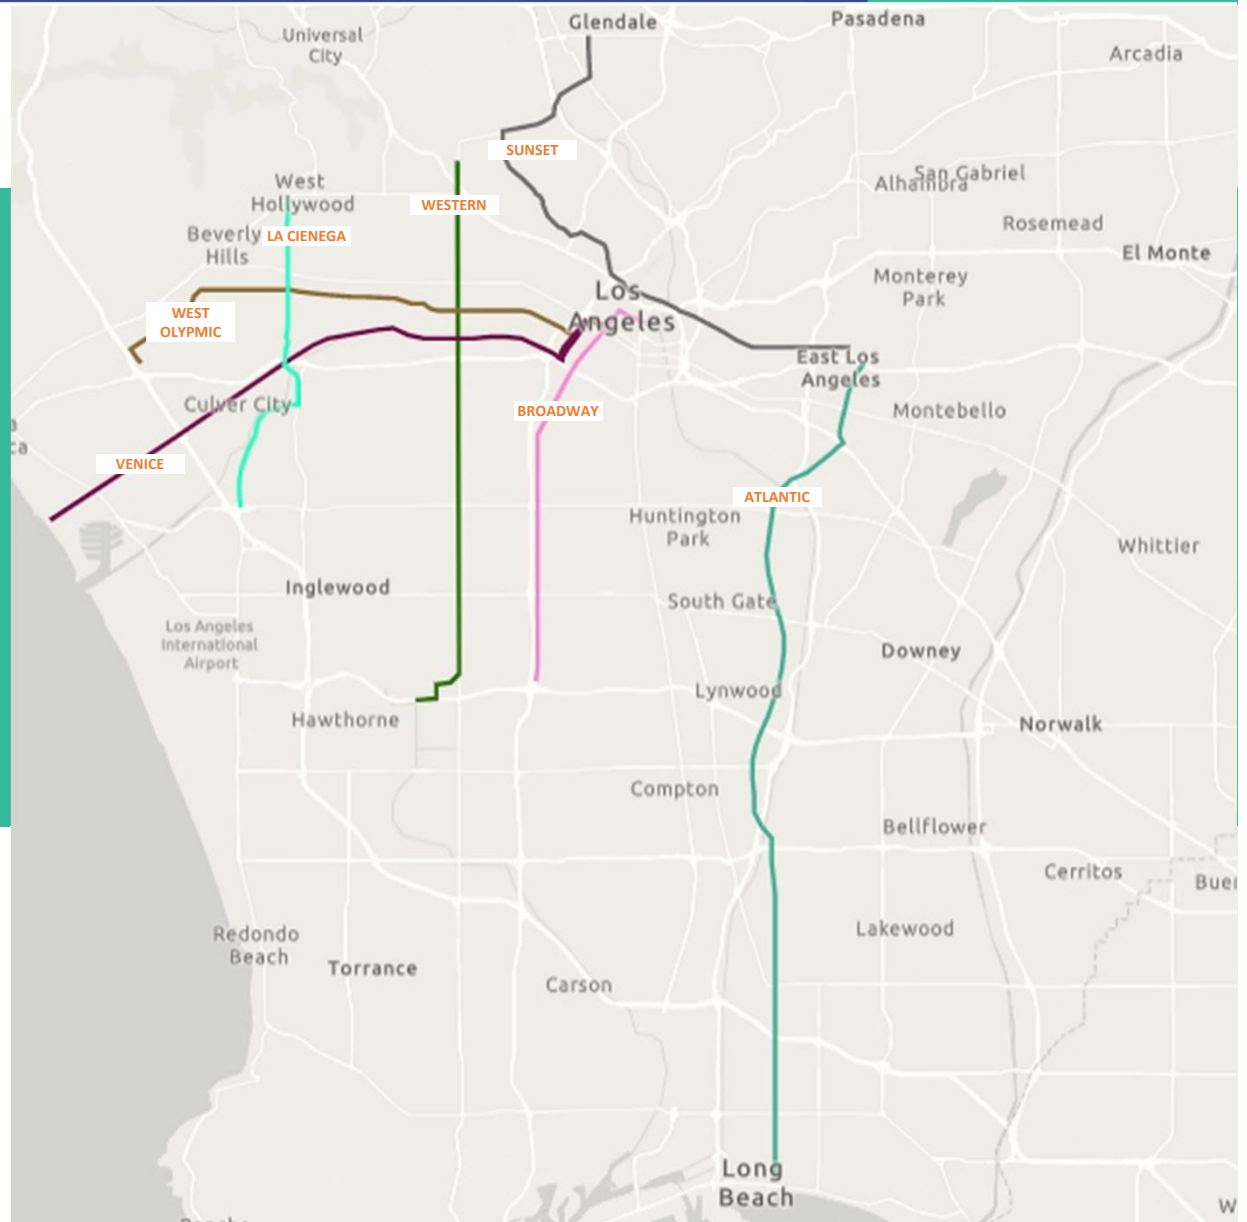 Glendale
Pasadena
Universal
City
Arcadia
SUNSET
San Gabriel
Alhambra
West
Hollywood
WESTERN
Rosemead
Beverly
Hills
LA CIENEGA
El Monte
Monterey
Park
Los
Angeles
WEST
OLYPMIC
East Los
Angeles
Culver City
BROADWAY
Montebello
a
ca
VENICE
ATLANTIC
Huntington
Park
Whittier
Inglewood
South Gate
Los Angeles
International
Airport
Downey
Lynwood
Hawthorne
Norwalk
Compton
Bellflower
Cerritos
Buer
Redondo
Beach
Lakewood
Torrance
Carson
Long
Beach
W